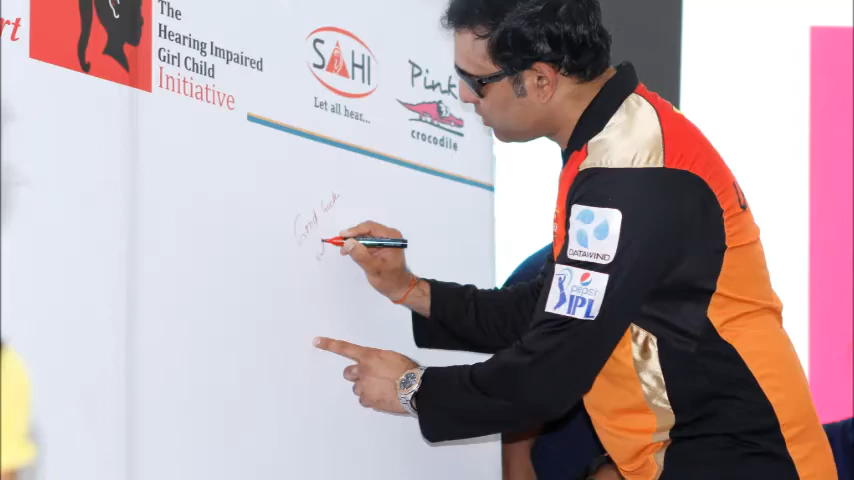 rt
The
Hearing Impaired
Girl Child
Initiative
SAHI
Let all hear...
Pink
crocodile
Good luck
DATAWIND
pepsi
IPL